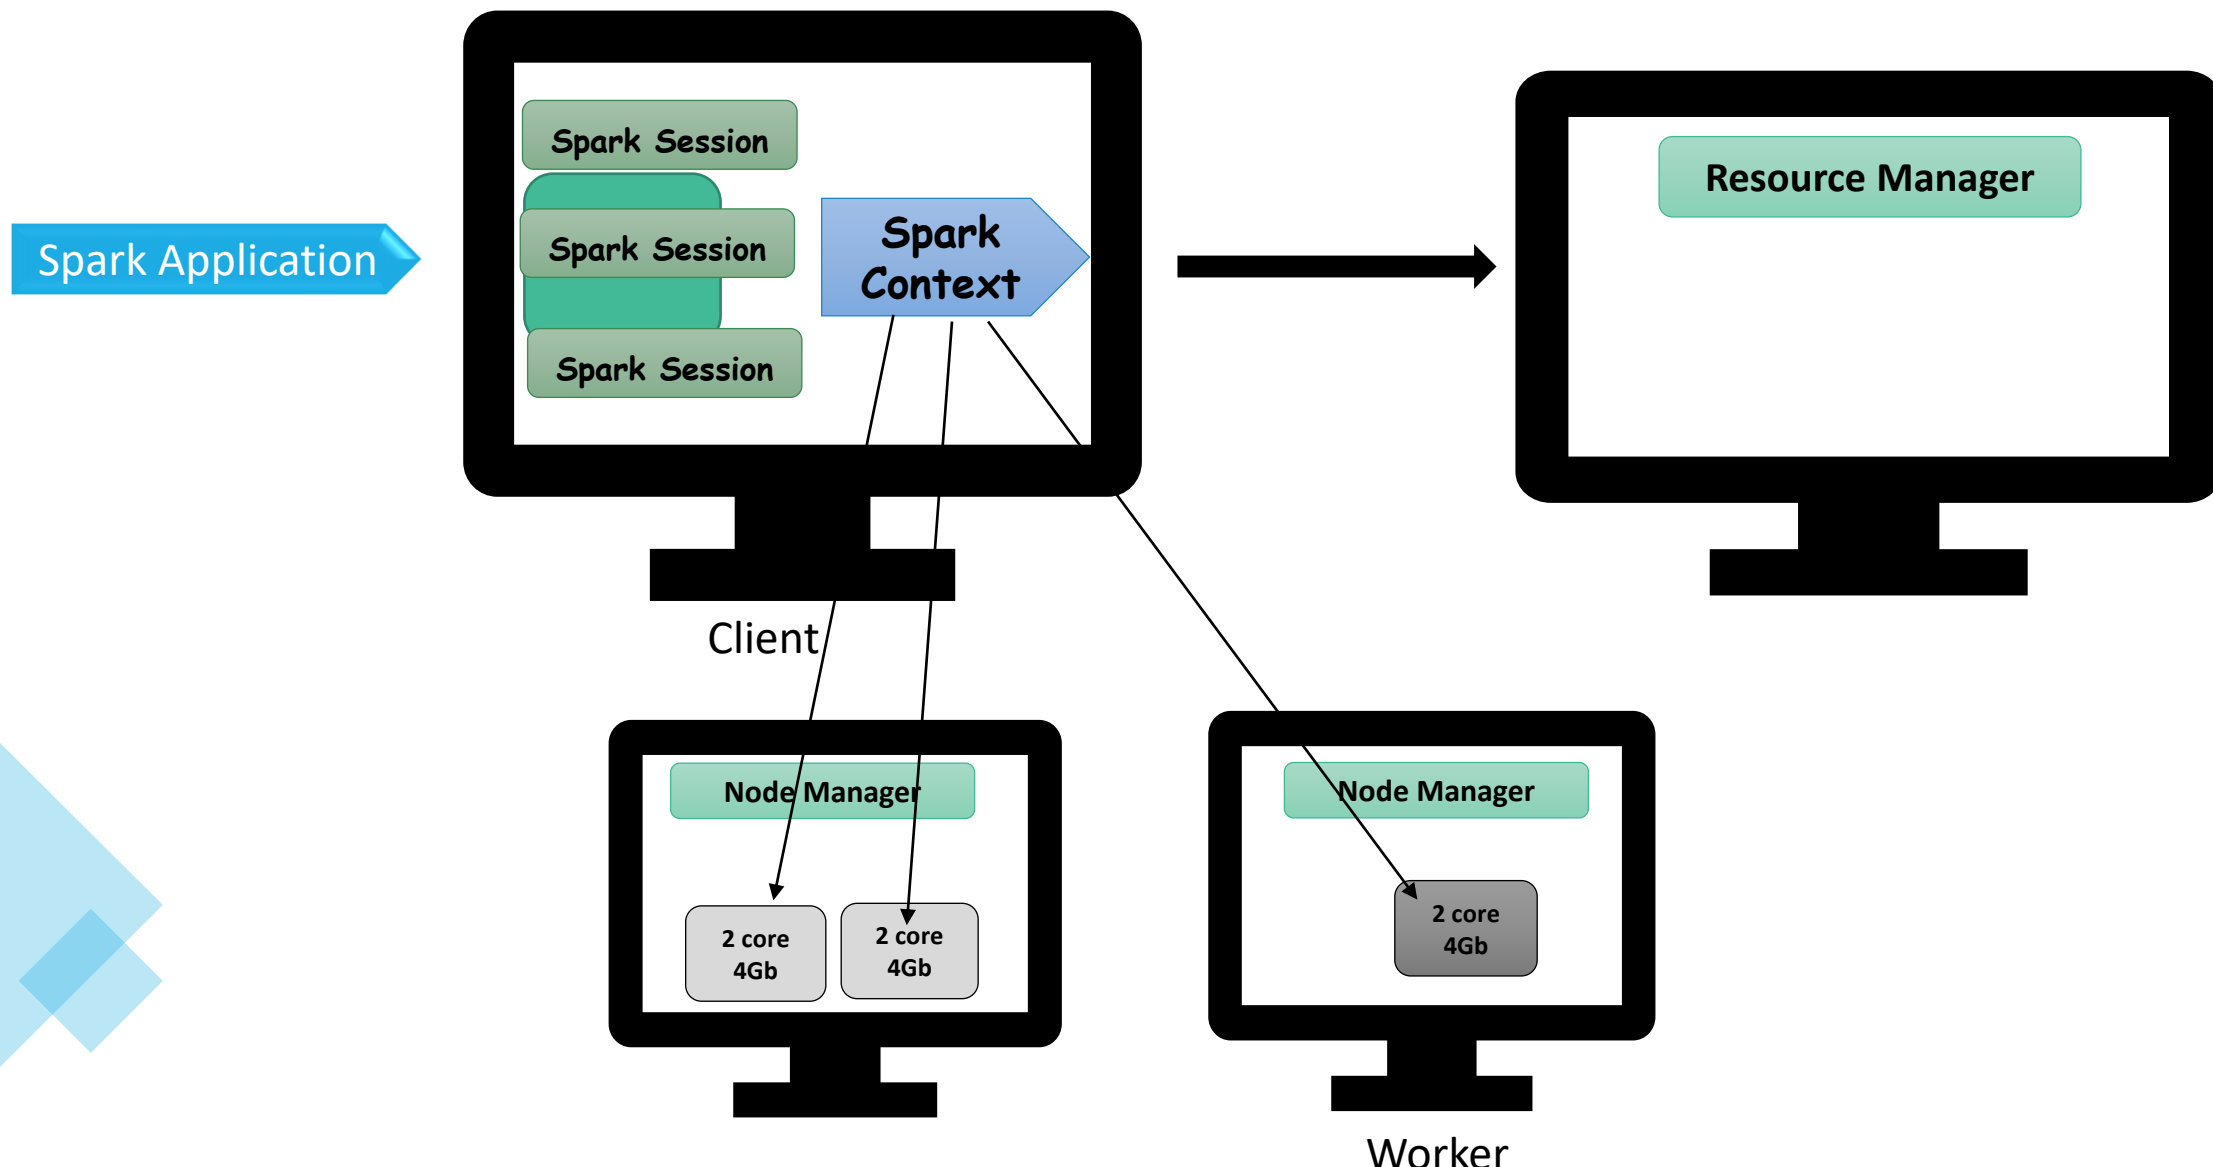 Spark Application
Spark Session
Spark Session
Spark Session
Spark
Context
Resource Manager
Client
Node Manager
2 core
4Gb
2 core
4Gb
Node Manager
2 core
4Gb
Worker